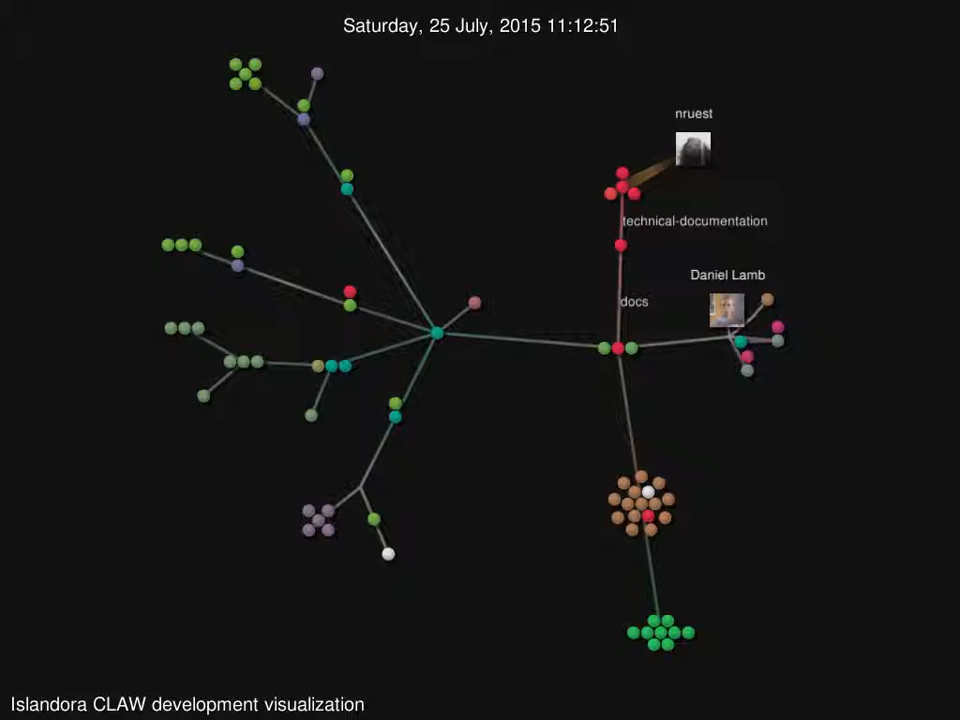 Saturday, 25 July, 2015 11:12:51
nruest
technical-documentation
Daniel Lamb
docs
Islandora CLAW development visualization